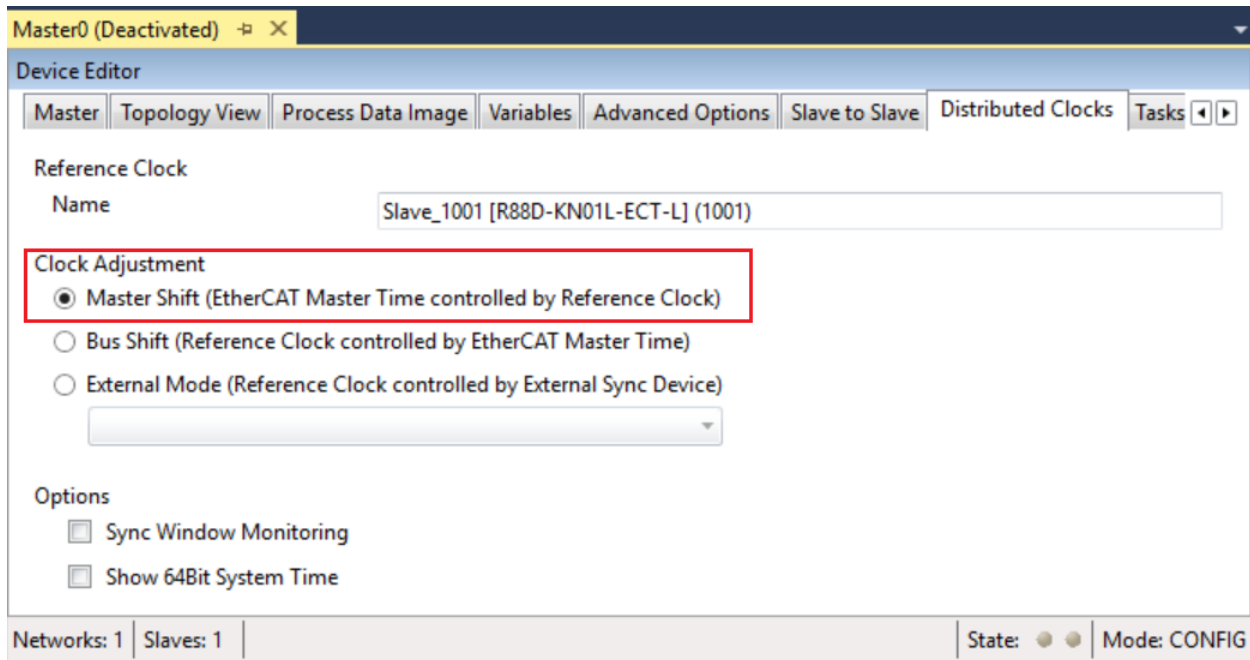 Master0 (Deactivated)
Device Editor
Master Topology View Process Data Image Variables Advanced Options Slave to Slave Distributed Clocks Tasks
Reference Clock
Name Slave_1001 [R88D-KN01L-ECT-L] (1001)
Clock Adjustment
Master Shift (EtherCAT Master Time controlled by Reference Clock)
Bus Shift (Reference Clock controlled by EtherCAT Master Time)
External Mode (Reference Clock controlled by External Sync Device)
Options
Sync Window Monitoring
Show 64Bit System Time
Networks: 1 Slaves: 1 State: Mode: CONFIG